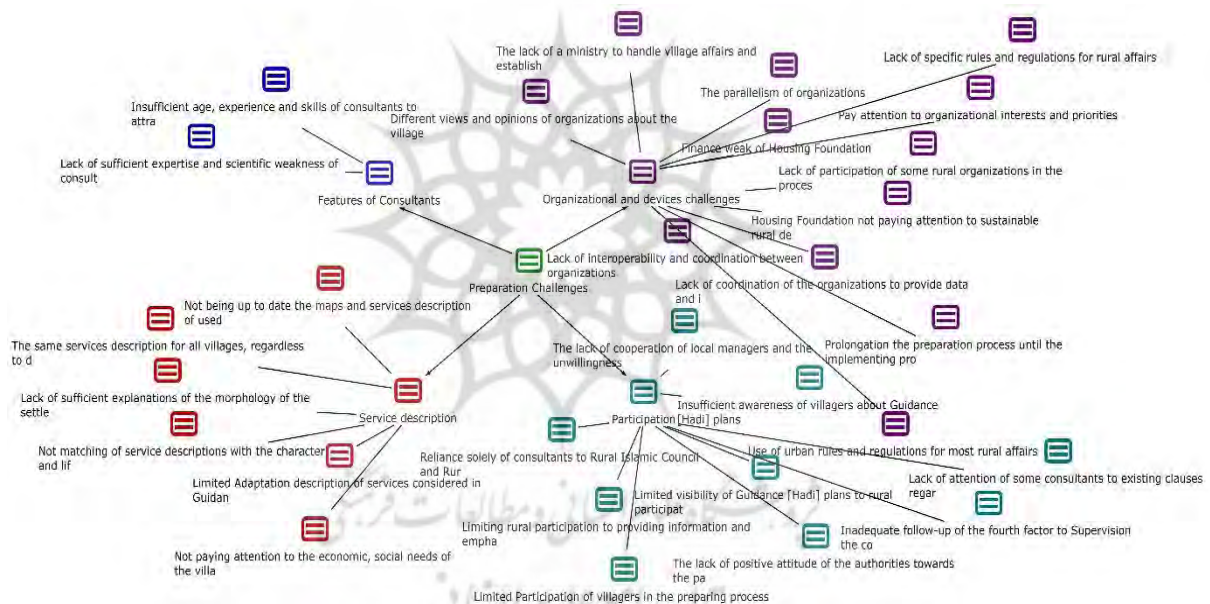 The lack of a ministry to handle village affairs and
establish
Lack of specific rules and regulations for rural affairs
Insufficient age, experience and skills of consultants to
attra
Different views and opinions of organizations about the
village
The parallelism of organizations
Pay attention to organizational interests and priorities
Finance weak of Housing Foundation
Lack of sufficient expertise and scientific weakness of
consult
Lack of participation of some rural organizations in the
proces
Features of Consultants
Organizational and devices challenges
Housing Foundation not paying attention to sustainable
rural de
Lack of interoperability and coordination between
organizations
Preparation Challenges
Lack of coordination of the organizations to provide data
and i
Not being up to date the maps and services description
of used
The same services description for all villages, regardless
to d
The lack of cooperation of local managers and the
unwillingness
Prolongation the preparation process until the
implementing pro
Lack of sufficient explanations of the morphology of the
settle
Service description
Insufficient awareness of villagers about Guidance
[Hadi] plans
Participation
Not matching of service descriptions with the character
and lif
Reliance solely of consultants to Rural Islamic Council
and Rur
Use of urban rules and regulations for most rural affairs
Limited Adaptation description of services considered in
Guidan
Lack of attention of some consultants to existing clauses
regar
Limited visibility of Guidance [Hadi] plans to rural
participat
Limiting rural participation to providing information and
empha
Inadequate follow-up of the fourth factor to Supervision
the co
Not paying attention to the economic, social needs of
the villa
The lack of positive attitude of the authorities towards
the pa
Limited Participation of villagers in the preparing process